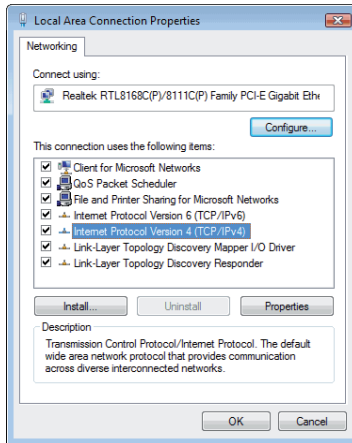 Local Area Connection Properties
Networking
Connect using:
Realtek RTL8168C(P)/8111C(P) Family PCI-E Gigabit Ethe
Configure...
This connection uses the following items:
Client for Microsoft Networks
QoS Packet Scheduler
File and Printer Sharing for Microsoft Networks
Internet Protocol Version 6 (TCP/IPv6)
Internet Protocol Version 4 (TCP/IPv4)
Link-Layer Topology Discovery Mapper I/O Driver
Link-Layer Topology Discovery Responder
Install... Uninstall Properties
Description
Transmission Control Protocol/Internet Protocol. The default
wide area network protocol that provides communication
across diverse interconnected networks.
OK Cancel